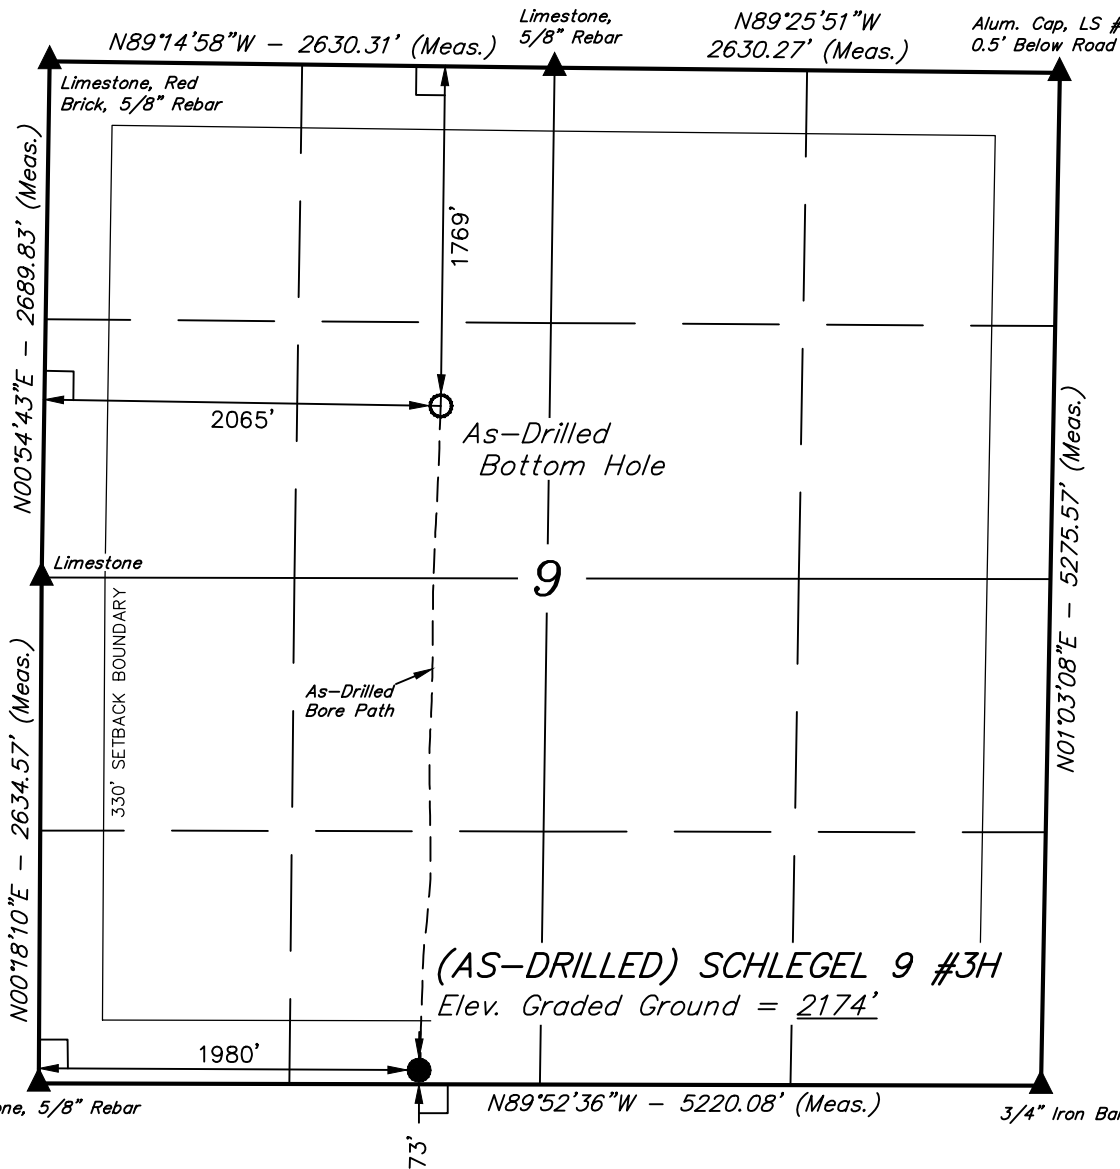 N89°14'58"W - 2630.31' (Meas.)
Limestone,
5/8" Rebar
N89°25'51"W
2630.27' (Meas.)
Alum. Cap, LS #
0.5' Below Road
Limestone, Red
Brick, 5/8" Rebar
N00°54'43"E - 2689.83' (Meas.)
1769'
2065'
As-Drilled
Bottom Hole
N01°03'08"E - 5275.57' (Meas.)
Limestone
9
330' SETBACK BOUNDARY
As-Drilled
Bore Path
N00°18'10"E - 2634.57' (Meas.)
(AS-DRILLED) SCHLEGEL 9 #3H
Elev. Graded Ground = 2174'
1980'
5/8" Rebar
N89°52'36"W - 5220.08' (Meas.)
3/4" Iron Bar
73'